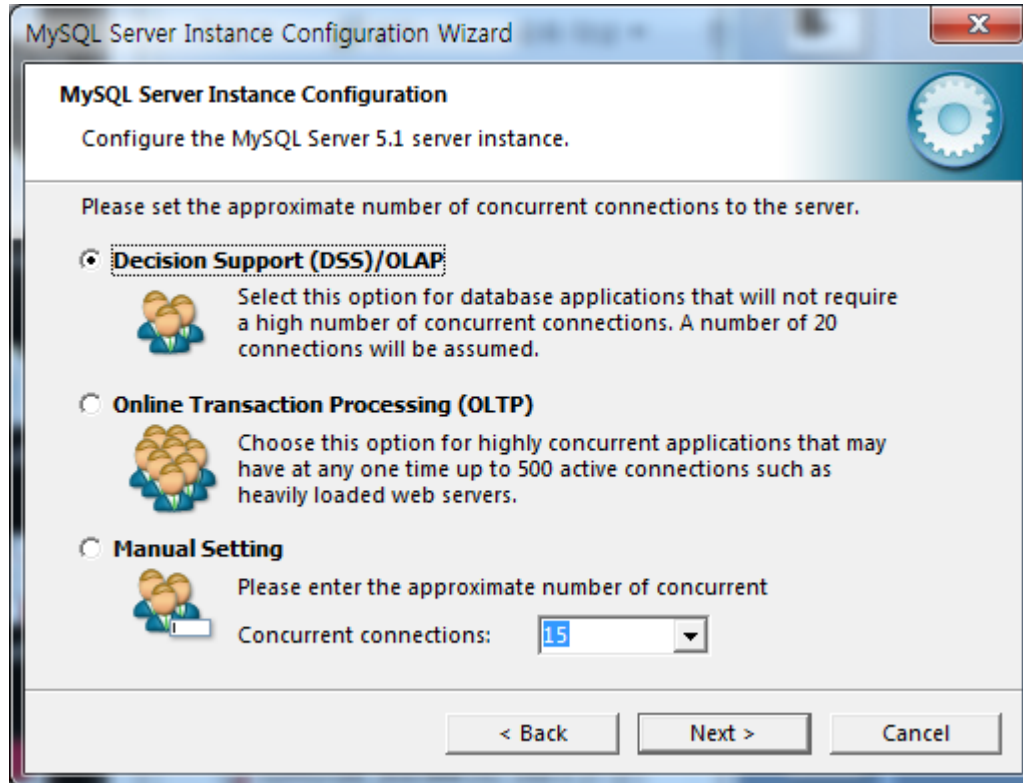 MySQL Server Instance Configuration Wizard
MySQL Server Instance Configuration
Configure the MySQL Server 5.1 server instance.
Please set the approximate number of concurrent connections to the server.
Decision Support (DSS)/OLAP
Select this option for database applications that will not require
a high number of concurrent connections. A number of 20
connections will be assumed.
Online Transaction Processing (OLTP)
Choose this option for highly concurrent applications that may
have at any one time up to 500 active connections such as
heavily loaded web servers.
Manual Setting
Please enter the approximate number of concurrent
Concurrent connections: 15
< Back Next > Cancel